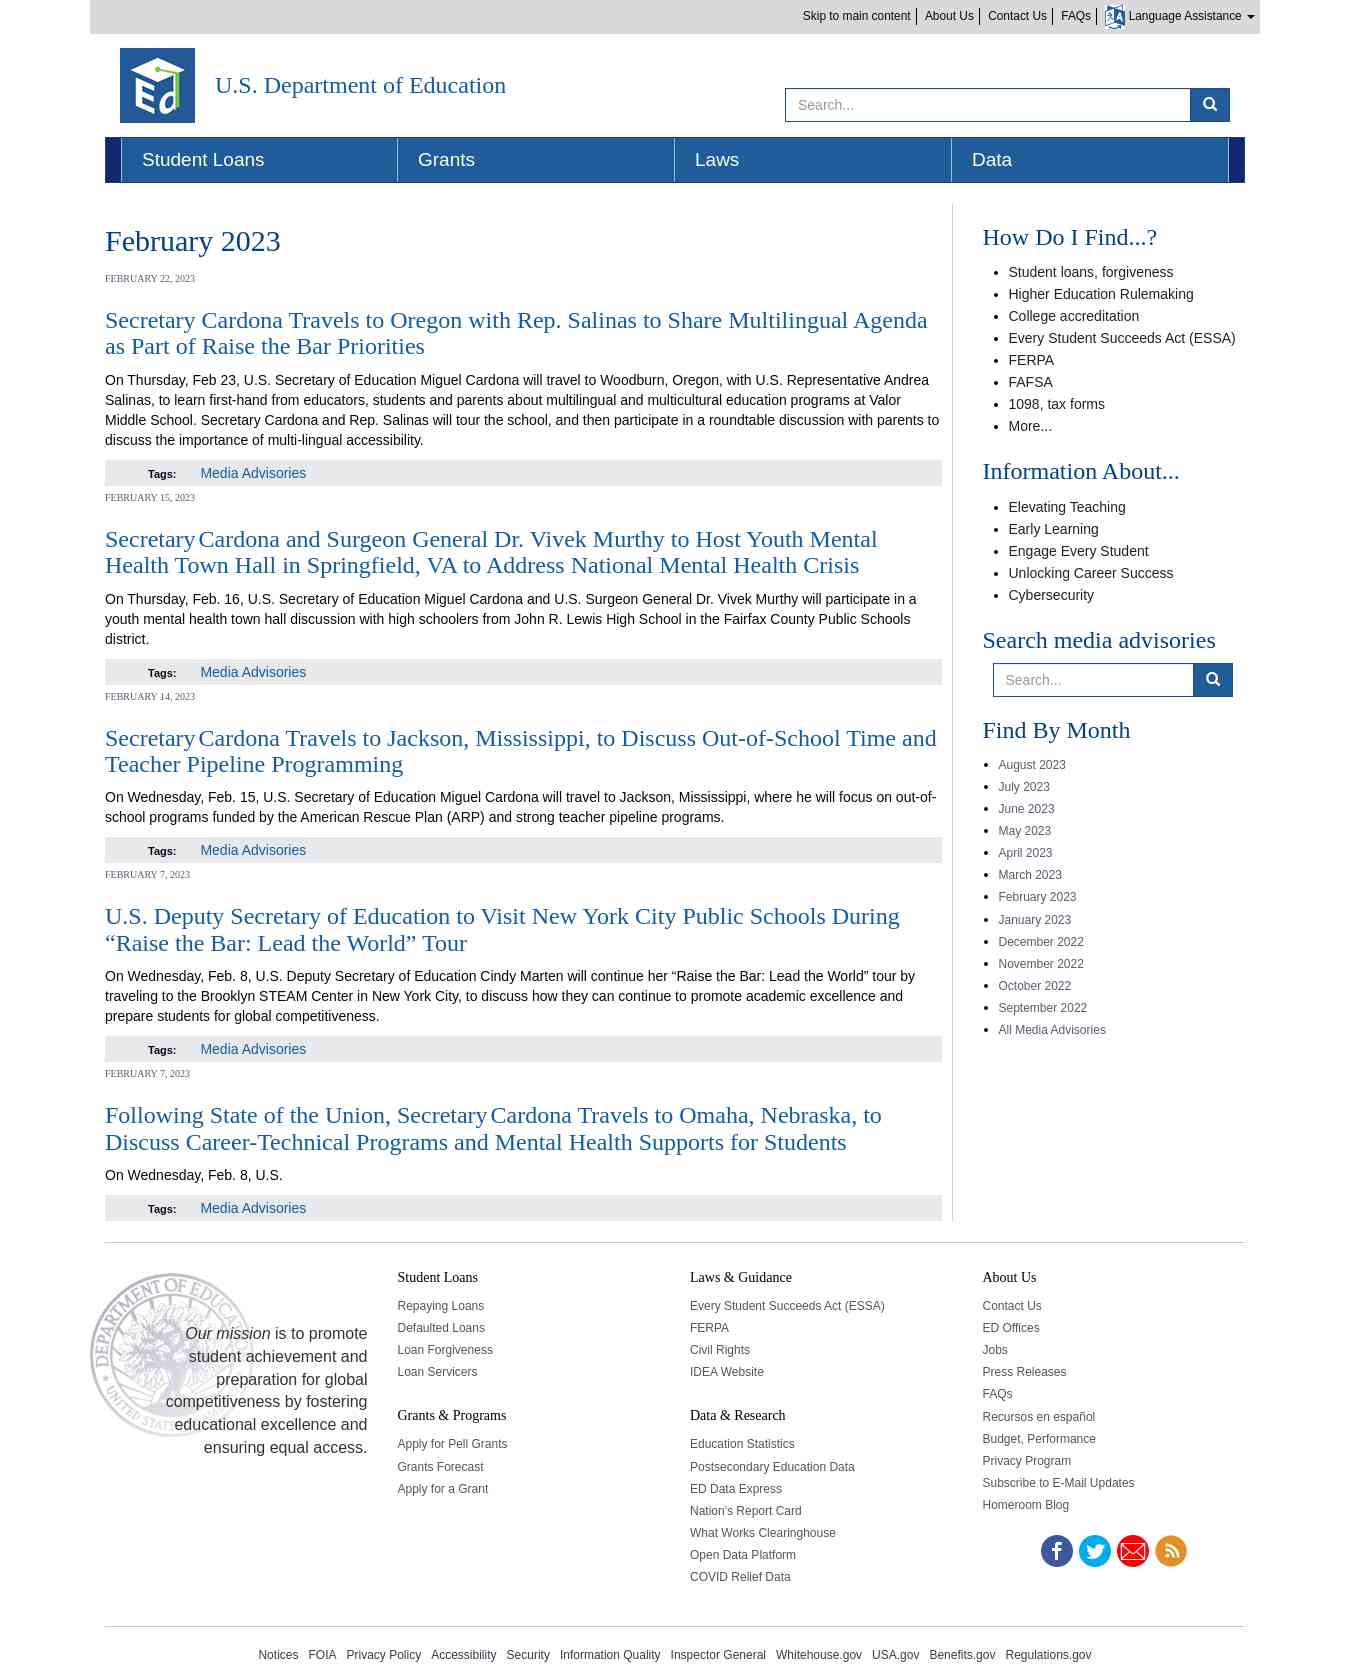 Skip to main content
About Us
Contact Us
FAQs
Language Assistance
U.S. Department of Education
Search...
Student Loans
Grants
Laws
Data
February 2023
FEBRUARY 22, 2023
Secretary Cardona Travels to Oregon with Rep. Salinas to Share Multilingual Agenda
as Part of Raise the Bar Priorities
On Thursday, Feb 23, U.S. Secretary of Education Miguel Cardona will travel to Woodburn, Oregon, with U.S. Representative Andrea
Salinas, to learn first-hand from educators, students and parents about multilingual and multicultural education programs at Valor
Middle School. Secretary Cardona and Rep. Salinas will tour the school, and then participate in a roundtable discussion with parents to
discuss the importance of multi-lingual accessibility.
Tags: Media Advisories
FEBRUARY 15, 2023
Secretary Cardona and Surgeon General Dr. Vivek Murthy to Host Youth Mental
Health Town Hall in Springfield, VA to Address National Mental Health Crisis
On Thursday, Feb. 16, U.S. Secretary of Education Miguel Cardona and U.S. Surgeon General Dr. Vivek Murthy will participate in a
youth mental health town hall discussion with high schoolers from John R. Lewis High School in the Fairfax County Public Schools
district.
Tags: Media Advisories
FEBRUARY 14, 2023
Secretary Cardona Travels to Jackson, Mississippi, to Discuss Out-of-School Time and
Teacher Pipeline Programming
On Wednesday, Feb. 15, U.S. Secretary of Education Miguel Cardona will travel to Jackson, Mississippi, where he will focus on out-of-
school programs funded by the American Rescue Plan (ARP) and strong teacher pipeline programs.
Tags: Media Advisories
FEBRUARY 7, 2023
U.S. Deputy Secretary of Education to Visit New York City Public Schools During
“Raise the Bar: Lead the World” Tour
On Wednesday, Feb. 8, U.S. Deputy Secretary of Education Cindy Marten will continue her “Raise the Bar: Lead the World” tour by
traveling to the Brooklyn STEAM Center in New York City, to discuss how they can continue to promote academic excellence and
prepare students for global competitiveness.
Tags: Media Advisories
FEBRUARY 7, 2023
Following State of the Union, Secretary Cardona Travels to Omaha, Nebraska, to
Discuss Career-Technical Programs and Mental Health Supports for Students
On Wednesday, Feb. 8, U.S.
Tags: Media Advisories
How Do I Find...?
Student loans, forgiveness
Higher Education Rulemaking
College accreditation
Every Student Succeeds Act (ESSA)
FERPA
FAFSA
1098, tax forms
More...
Information About...
Elevating Teaching
Early Learning
Engage Every Student
Unlocking Career Success
Cybersecurity
Search media advisories
Search...
Find By Month
August 2023
July 2023
June 2023
May 2023
April 2023
March 2023
February 2023
January 2023
December 2022
November 2022
October 2022
September 2022
All Media Advisories
Our mission is to promote
student achievement and
preparation for global
competitiveness by fostering
educational excellence and
ensuring equal access.
Student Loans
Repaying Loans
Defaulted Loans
Loan Forgiveness
Loan Servicers
Grants & Programs
Apply for Pell Grants
Grants Forecast
Apply for a Grant
Laws & Guidance
Every Student Succeeds Act (ESSA)
FERPA
Civil Rights
IDEA Website
Data & Research
Education Statistics
Postsecondary Education Data
ED Data Express
Nation's Report Card
What Works Clearinghouse
Open Data Platform
COVID Relief Data
About Us
Contact Us
ED Offices
Jobs
Press Releases
FAQs
Recursos en español
Budget, Performance
Privacy Program
Subscribe to E-Mail Updates
Homeroom Blog
Notices FOIA Privacy Policy Accessibility Security Information Quality Inspector General Whitehouse.gov USA.gov Benefits.gov Regulations.gov